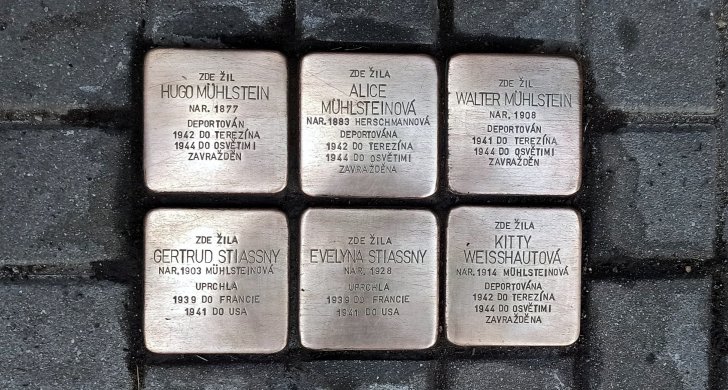 ZDE ŽIL
HUGO MÜHLSTEIN
NAR. 1877
DEPORTOVÁN
1942 DO TEREZÍNA
1944 DO OSVĚTIMI
ZAVRAŽDĚN
ZDE ŽILA
ALICE
MÜHLSTEINOVÁ
NAR. 1883 HERSCHMANNOVÁ
DEPORTOVÁNA
1942 DO TEREZÍNA
1944 DO OSVĚTIMI
ZAVRAŽDĚNA
ZDE ŽIL
WALTER MÜHLSTEIN
NAR. 1908
DEPORTOVÁN
1941 DO TEREZÍNA
1944 DO OSVĚTIMI
ZAVRAŽDĚN
ZDE ŽILA
GERTRUD STIASSNY
NAR. 1903 MÜHLSTEINOVÁ
UPRCHLA
1939 DO FRANCIE
1941 DO USA
ZDE ŽILA
EVELYNA STIASSNY
NAR. 1928
UPRCHLA
1939 DO FRANCIE
1941 DO USA
ZDE ŽILA
KITTY
WEISSHAUTOVÁ
NAR. 1914 MÜHLSTEINOVÁ
DEPORTOVÁNA
1942 DO TEREZÍNA
1944 DO OSVĚTIMI
ZAVRAŽDĚNA